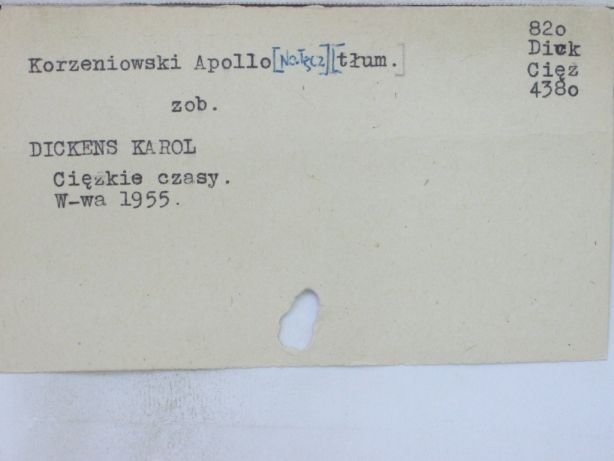 82o
Korzeniowski Apollo [Nałęcz] [tłum.]
Dick
Cięż
438o
zob.
DICKENS KAROL
Ciężkie czasy.
W-wa 1955.